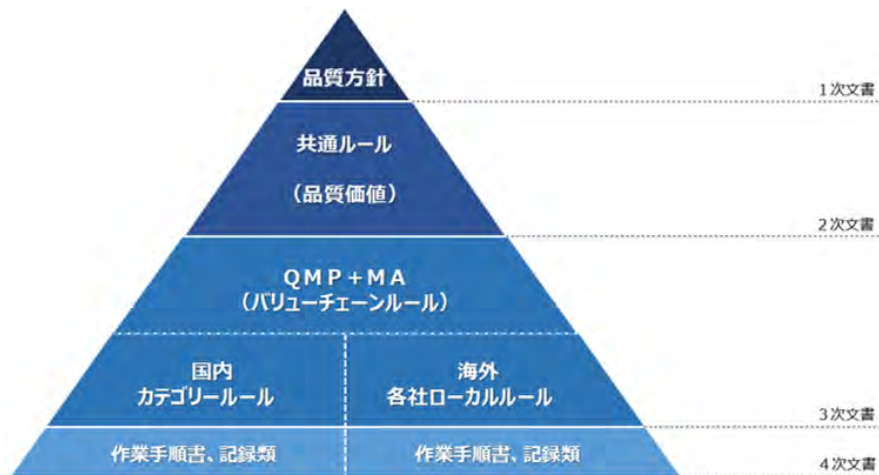 品質方針
1次文書
共通ルール
（品質価値）
2次文書
ＱＭＰ＋ＭＡ
（バリューチェーンルール）
国内
カテゴリールール
海外
各社ローカルルール
3次文書
作業手順書、記録類
作業手順書、記録類
4次文書